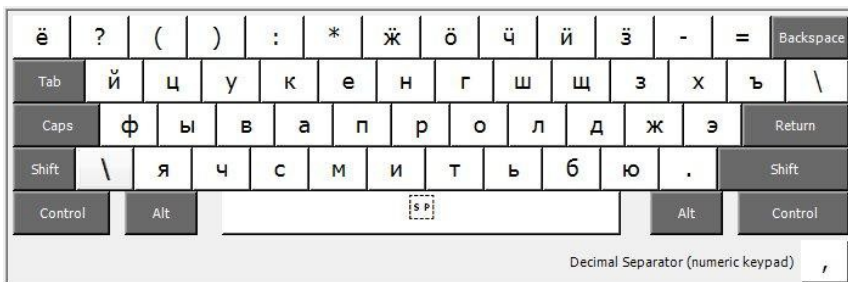 ё ? ( ) : * ӝ ӧ ӵ ӥ ӟ - = Backspace
Tab й ц у к е н г ш щ з х ъ \
Caps ф ы в а п р о л д ж э Return
Shift \ я ч с м и т ь б ю . Shift
Control Alt SP Alt Control
Decimal Separator (numeric keypad) ,